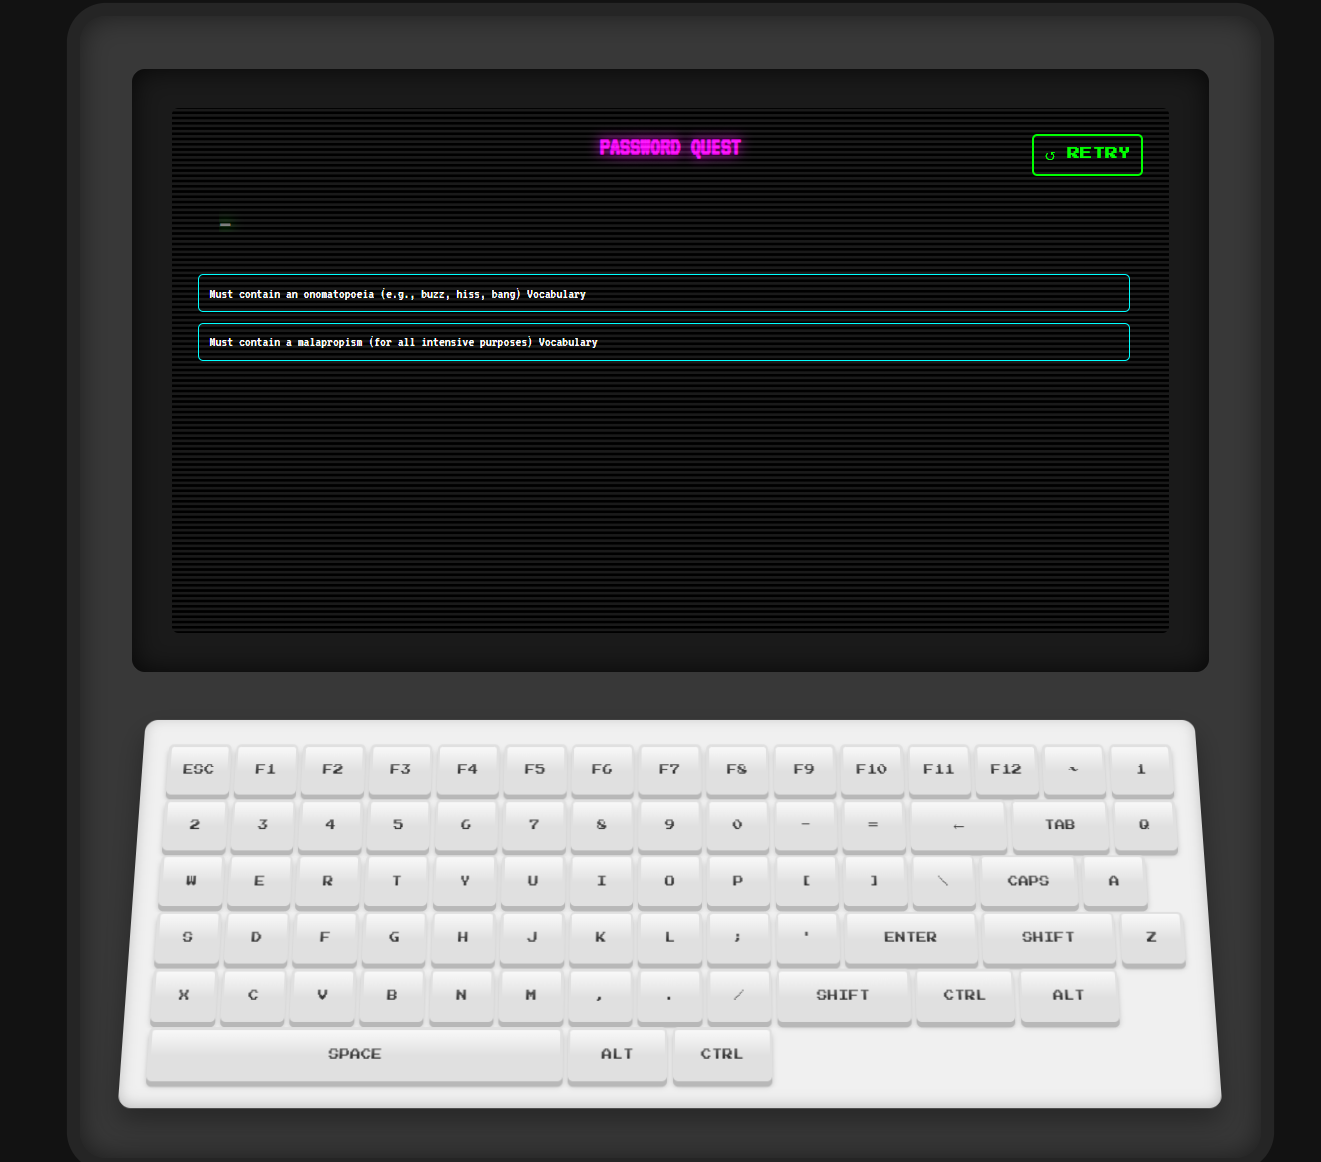 PASSWORD QUEST
↺ RETRY
_
Must contain an onomatopoeia (e.g., buzz, hiss, bang) Vocabulary
Must contain a malapropism (for all intensive purposes) Vocabulary
ESC F1 F2 F3 F4 F5 F6 F7 F8 F9 F10 F11 F12 ~ 1
2 3 4 5 6 7 8 9 0 - = ← TAB Q
W E R T Y U I O P [ ] \ CAPS A
S D F G H J K L ; ' ENTER SHIFT Z
X C V B N M , . / SHIFT CTRL ALT
SPACE ALT CTRL